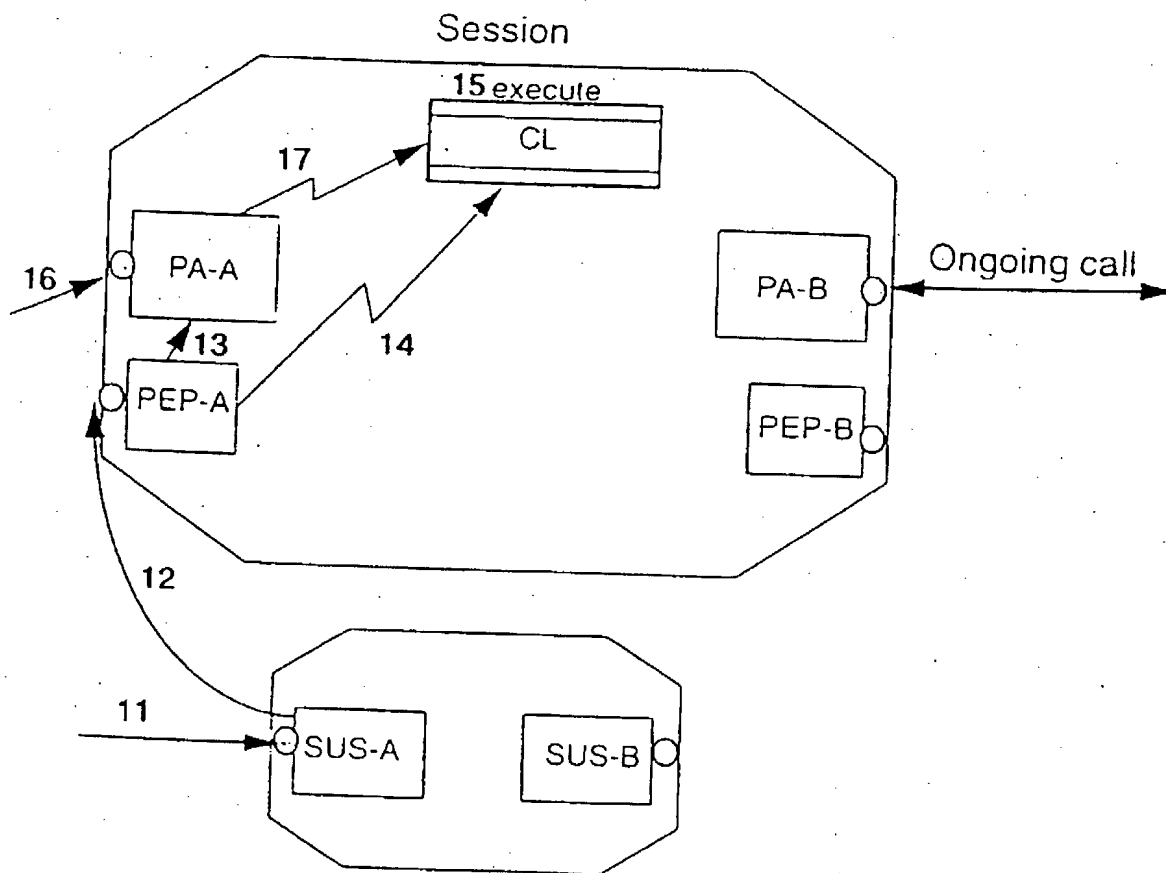 Session
15 execute
CL
17
PA-A
16
13
14
PEP-A
PA-B
Ongoing call
PEP-B
12
11
SUS-A
SUS-B